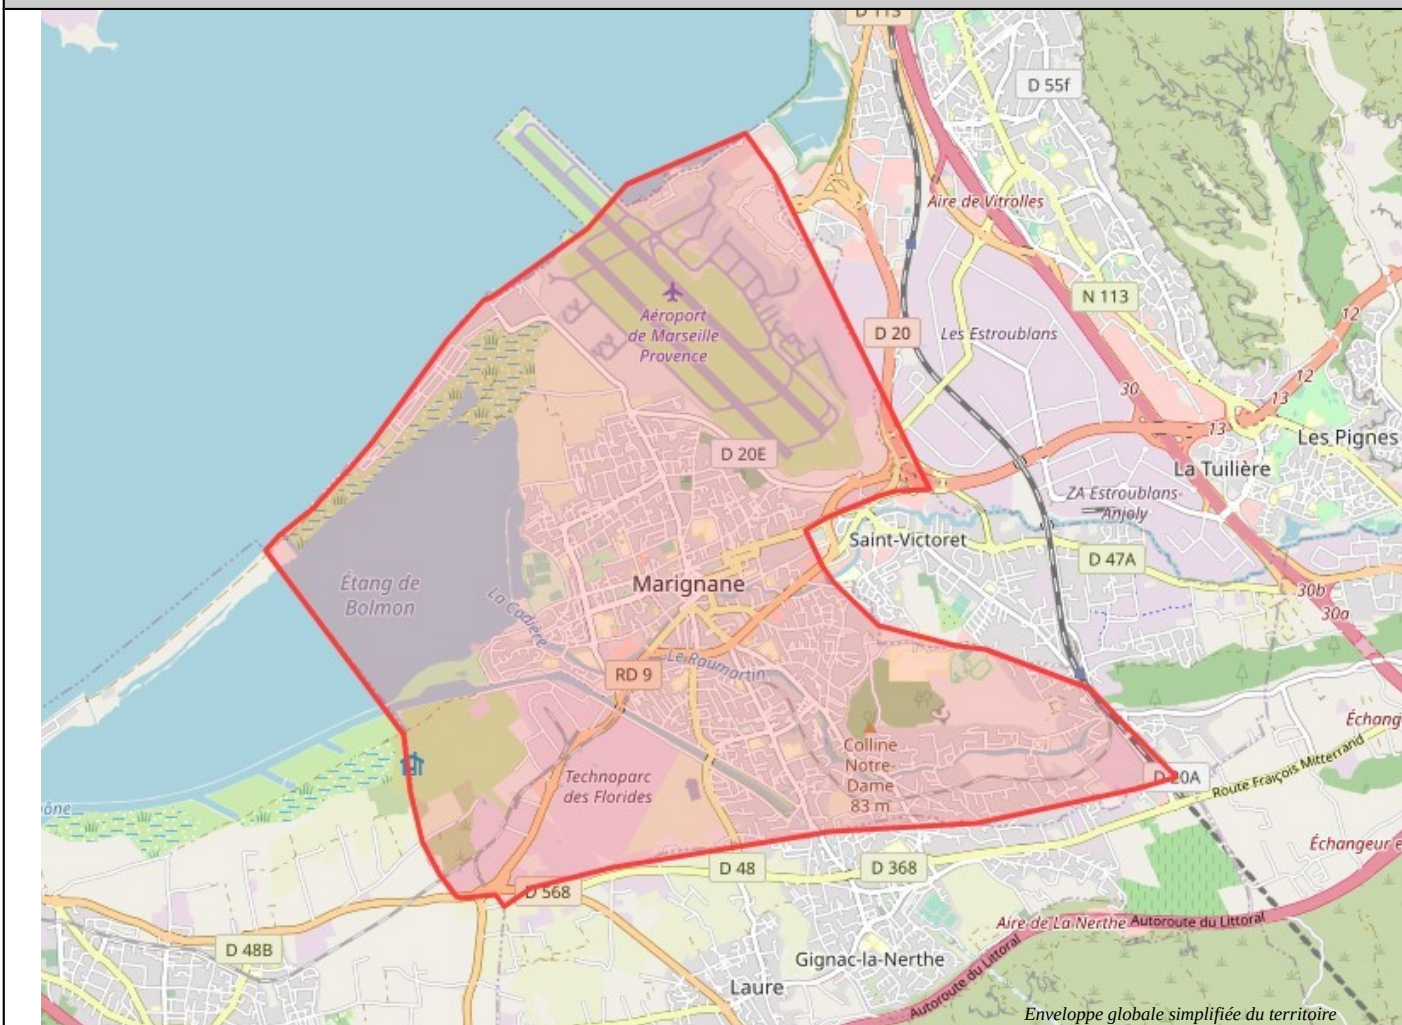 D 113
D 55f
Aire de Vitrolles
N 113
12
Aéroport
de Marseille
Provence
D 20
Les Estroublans
12
30
13
13
Les Pignes
D 20E
La Tuilière
ZA Estroublans-
Anjoly
Saint-Victoret
D 47A
Étang de
Bolmon
Marignane
30b
30a
La Cadière
Le Raumartin
RD 9
Échang
Colline
Notre-
Dame
83 m
Technoparc
des Florides
D 20A
Route Fraiçois Mitterrand
ône
Échangeur e
D 48
D 368
D 568
Aire de La Nerthe
Autoroute du Littoral
D 48B
Gignac-la-Nerthe
Autoroute du Littoral
Laure
Enveloppe globale simplifiée du territoire